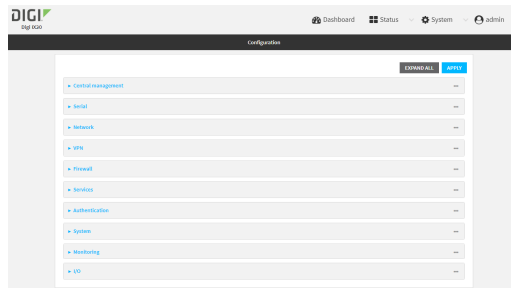 DIGI
Digi IX20
Dashboard Status System admin
Configuration
EXPAND ALL APPLY
Central management
Serial
Network
VPN
Firewall
Services
Authentication
System
Monitoring
I/O